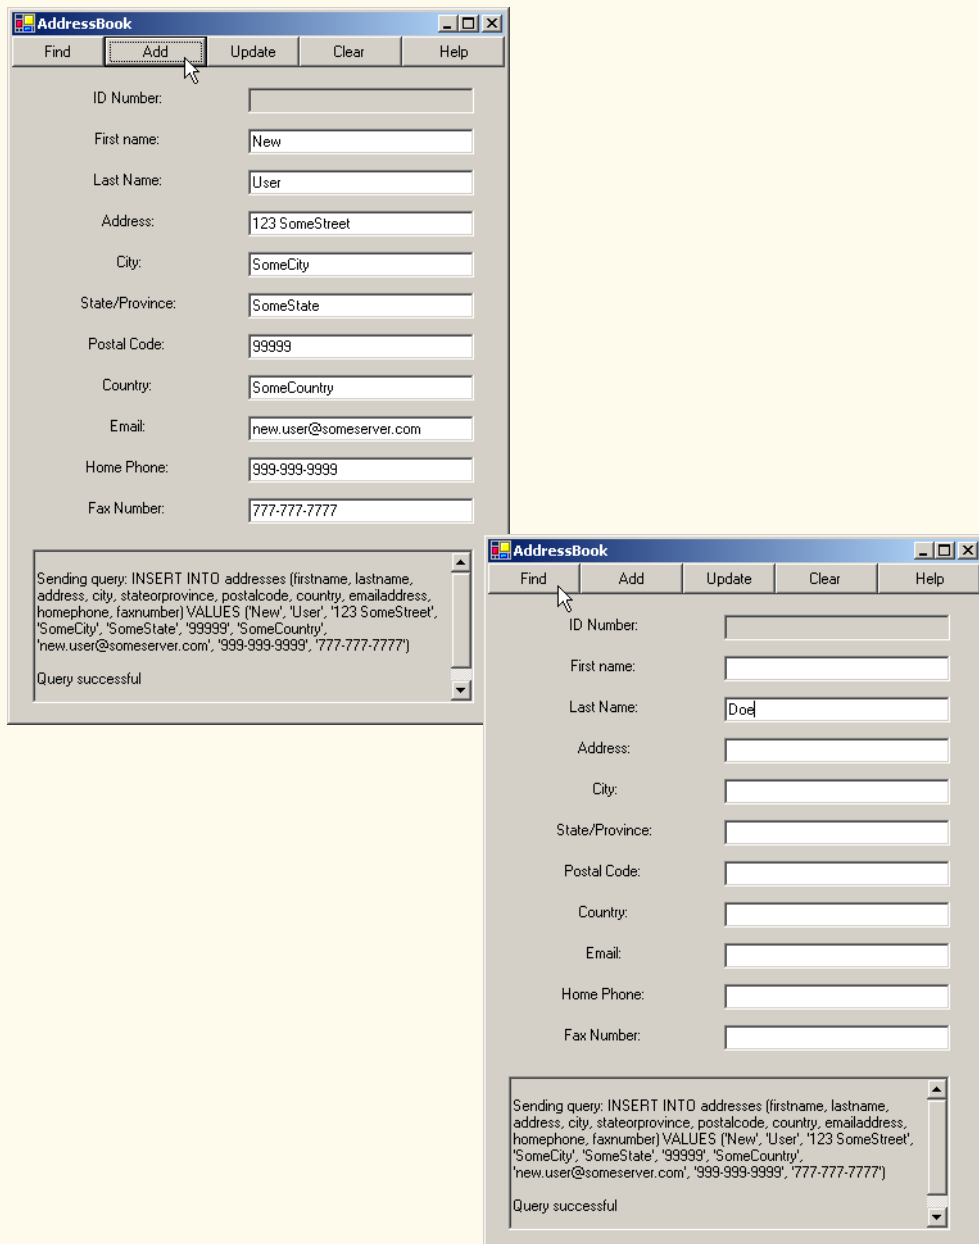 AddressBook
Find Add Update Clear Help
ID Number:
First name: New
Last Name: User
Address: 123 SomeStreet
City: SomeCity
State/Province: SomeState
Postal Code: 99999
Country: SomeCountry
Email: new.user@someserver.com
Home Phone: 999-999-9999
Fax Number: 777-777-7777
Sending query: INSERT INTO addresses (firstname, lastname,
address, city, stateorprovince, postalcode, country, emailaddress,
homephone, faxnumber) VALUES ('New', 'User', '123 SomeStreet',
'SomeCity', 'SomeState', '99999', 'SomeCountry',
'new.user@someserver.com', '999-999-9999', '777-777-7777')
Query successful
AddressBook
Find Add Update Clear Help
ID Number:
First name:
Last Name: Doe
Address:
City:
State/Province:
Postal Code:
Country:
Email:
Home Phone:
Fax Number:
Sending query: INSERT INTO addresses (firstname, lastname,
address, city, stateorprovince, postalcode, country, emailaddress,
homephone, faxnumber) VALUES ('New', 'User', '123 SomeStreet',
'SomeCity', 'SomeState', '99999', 'SomeCountry',
'new.user@someserver.com', '999-999-9999', '777-777-7777')
Query successful